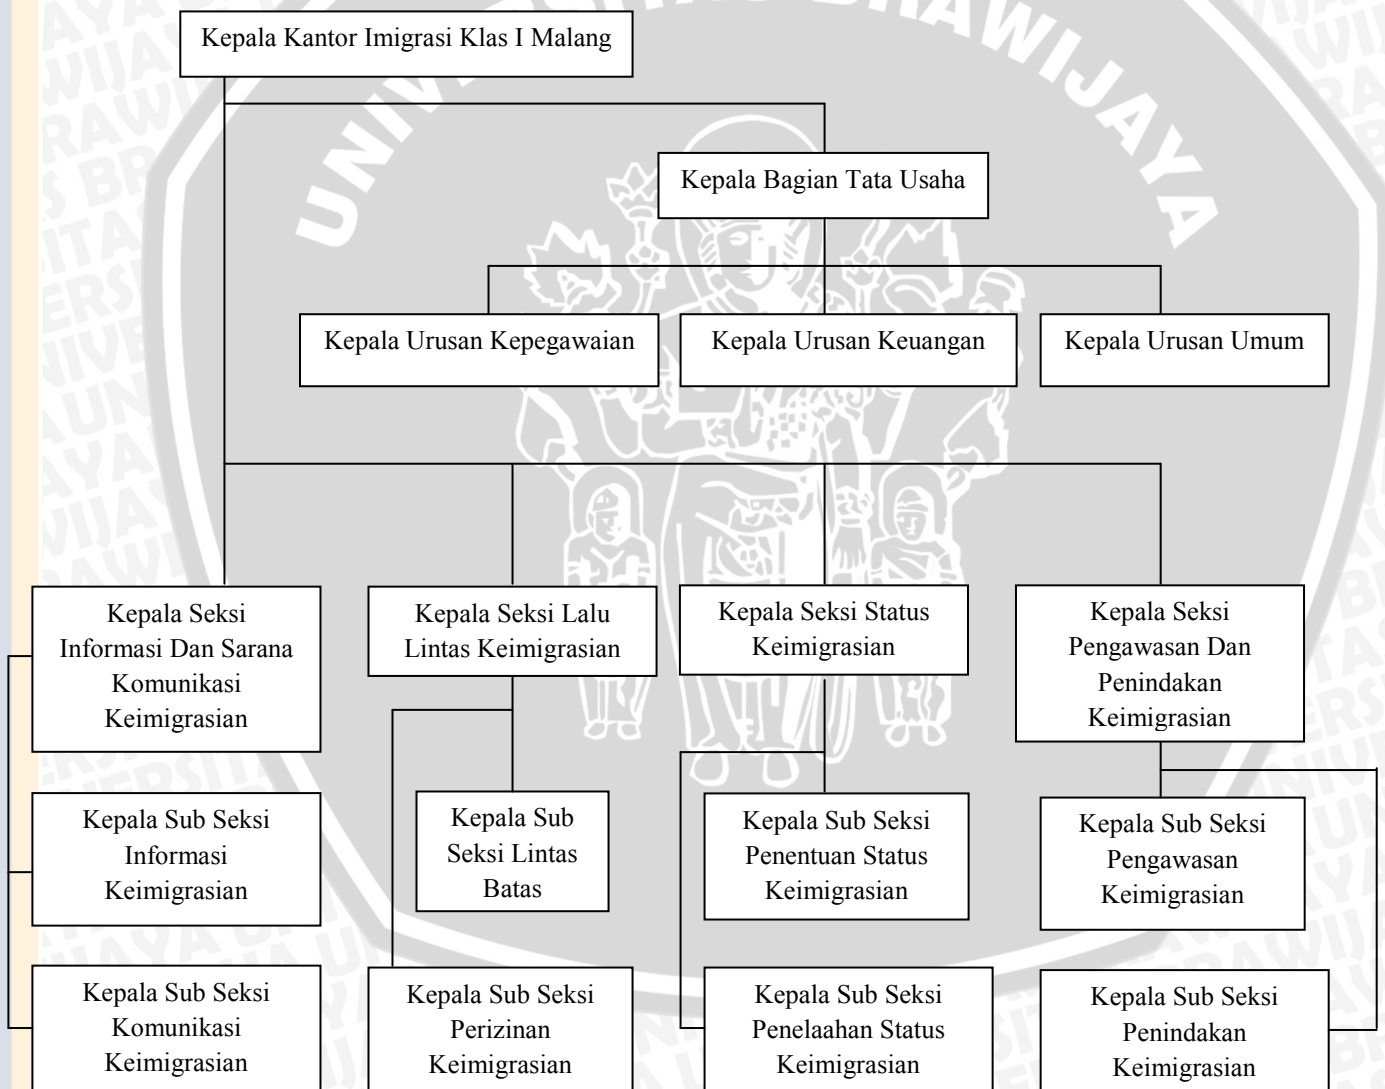 UNIVERSITAS BRAWIJAYA
Kepala Kantor Imigrasi Klas I Malang
Kepala Bagian Tata Usaha
Kepala Urusan Kepegawaian
Kepala Urusan Keuangan
Kepala Urusan Umum
Kepala Seksi
Informasi Dan Sarana
Komunikasi
Keimigrasian
Kepala Seksi Lalu
Lintas Keimigrasian
Kepala Seksi Status
Keimigrasian
Kepala Seksi
Pengawasan Dan
Penindakan
Keimigrasian
Kepala Sub Seksi
Informasi
Keimigrasian
Kepala Sub
Seksi Lintas
Batas
Kepala Sub Seksi
Penentuan Status
Keimigrasian
Kepala Sub Seksi
Pengawasan
Keimigrasian
Kepala Sub Seksi
Komunikasi
Keimigrasian
Kepala Sub Seksi
Perizinan
Keimigrasian
Kepala Sub Seksi
Penelaahan Status
Keimigrasian
Kepala Sub Seksi
Penindakan
Keimigrasian